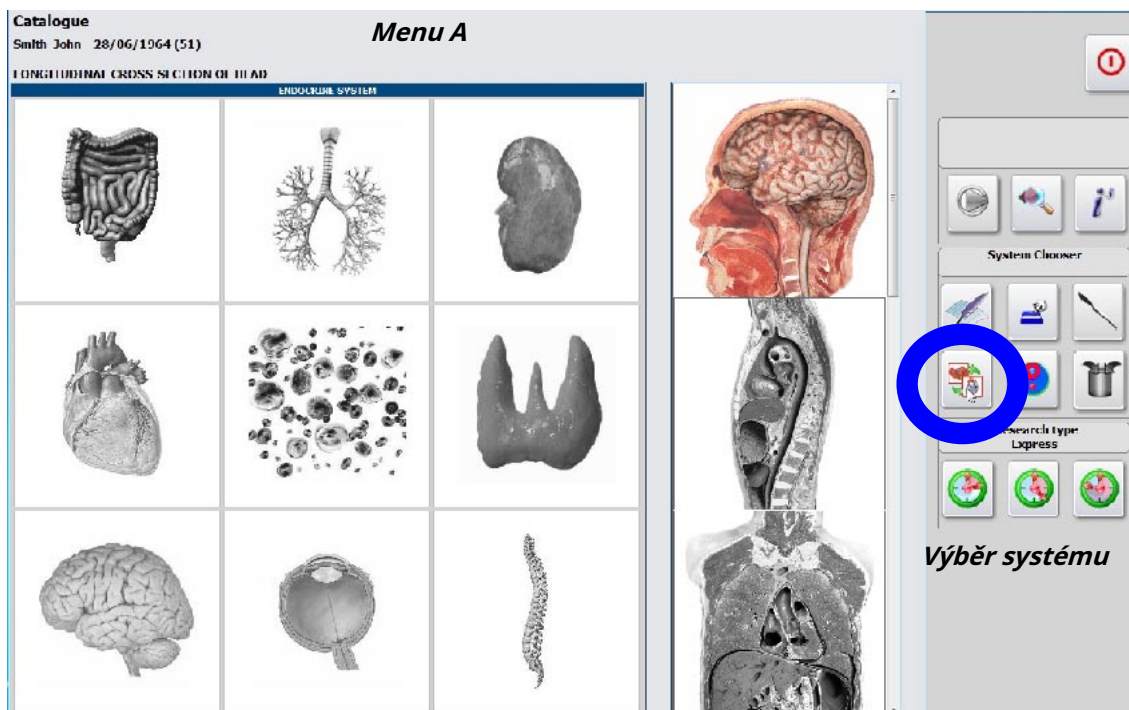 Catalogue
Menu A
Smith John 28/06/1964 (51)
LONGITUDINAL CROSS SECTION OF HEAD
ENDOCRINE SYSTEM
System Chooser
Research type
Express
Výběr systému